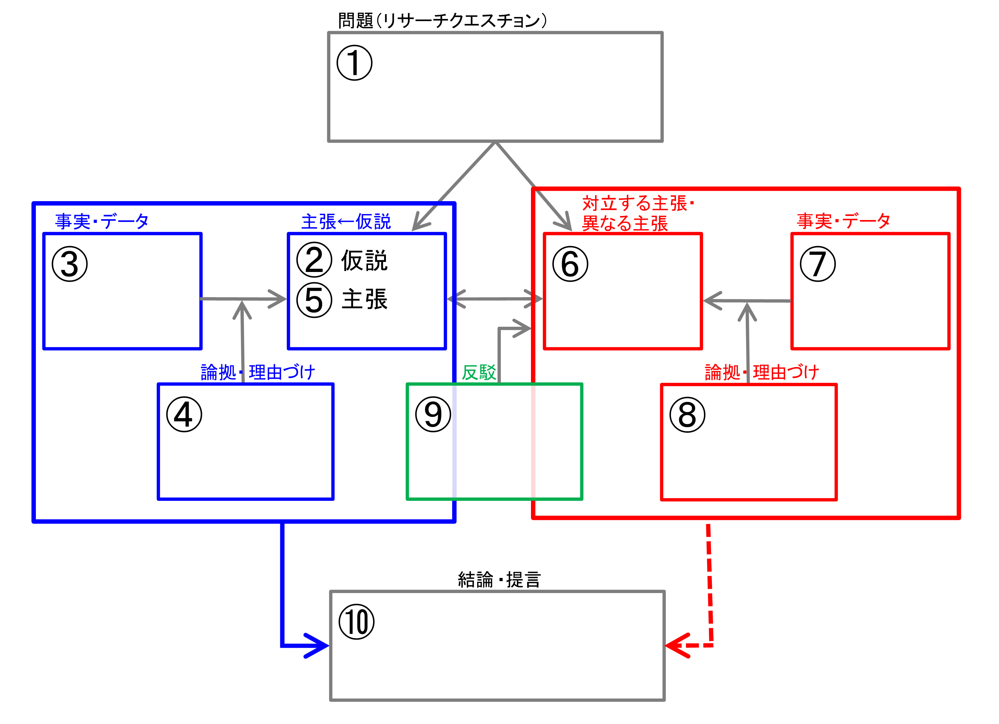 問題(リサーチクエスチョン)
①
対立する主張・
異なる主張
事実・データ
主張←仮説
事実・データ
③
② 仮説
⑤ 主張
⑥
⑦
論拠・理由づけ
反駁
論拠・理由づけ
④
⑨
⑧
結論・提言
⑩